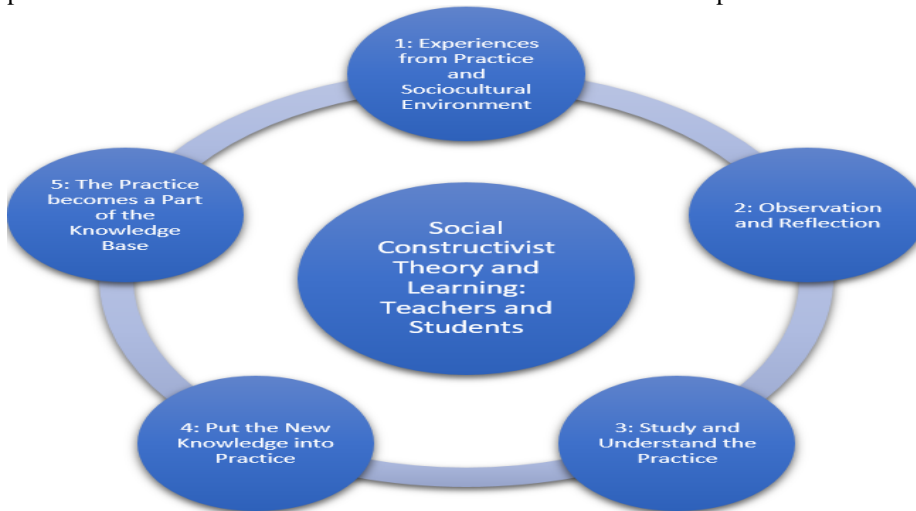 1: Experiences
from Practice
and
Sociocultural
Environment
2: Observation
and Reflection
3: Study and
Understand the
Practice
4: Put the New
Knowledge into
Practice
5: The Practice
becomes a Part
of the
Knowledge
Base
Social
Constructivist
Theory and
Learning:
Teachers and
Students